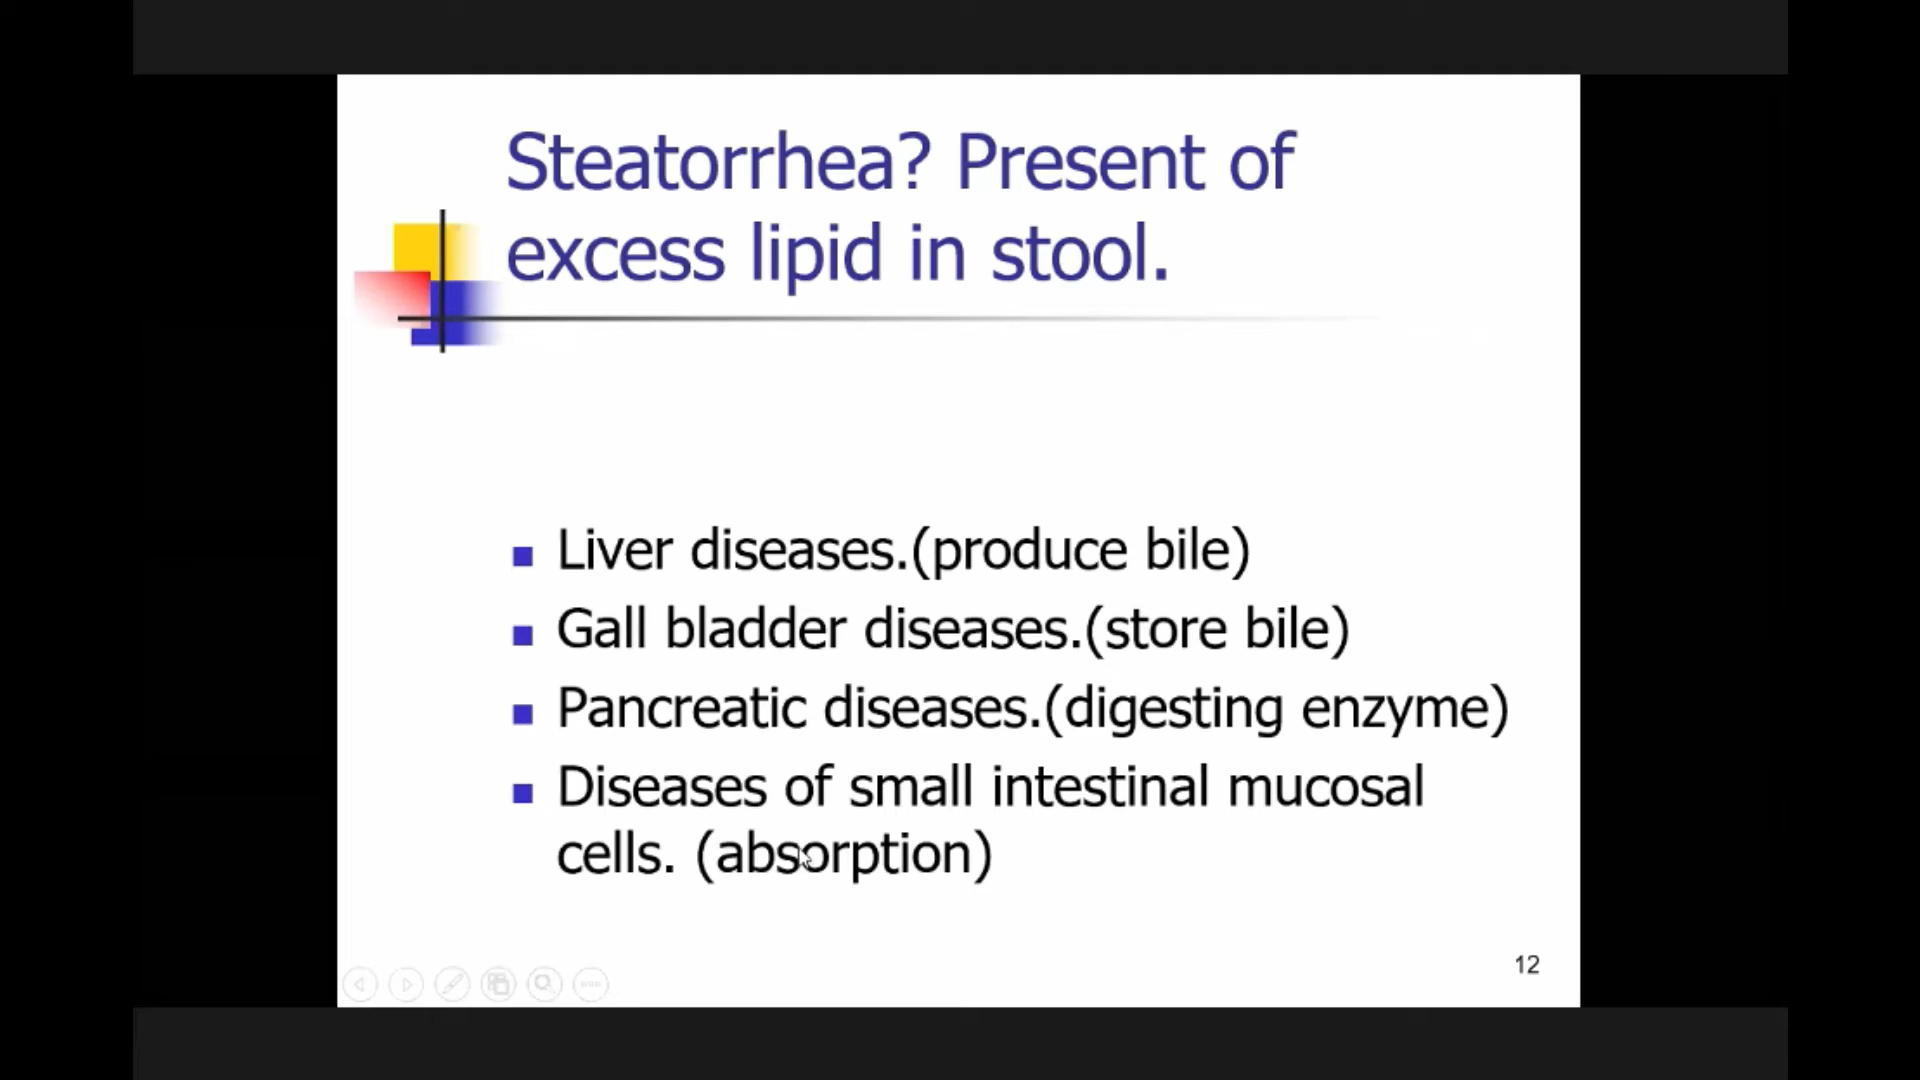 Steatorrhea? Present of
excess lipid in stool.
Liver diseases.(produce bile)
Gall bladder diseases.(store bile)
Pancreatic diseases.(digesting enzyme)
Diseases of small intestinal mucosal
cells. (absorption)
12